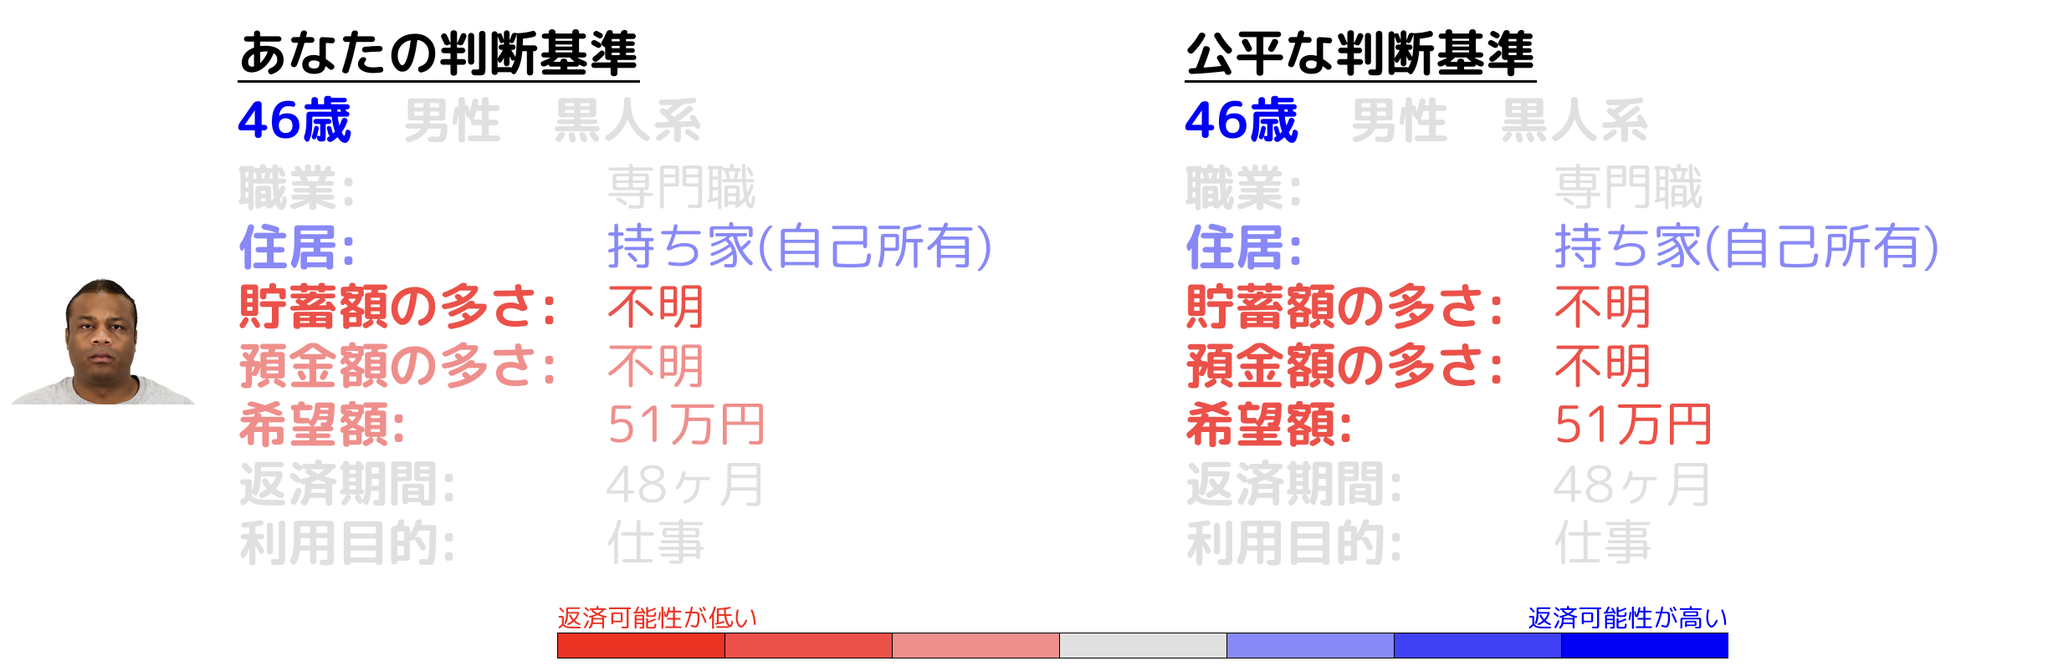 あなたの判断基準
46歳 男性 黒人系
職業: 専門職
住居: 持ち家(自己所有)
貯蓄額の多さ: 不明
預金額の多さ: 不明
希望額: 51万円
返済期間: 48ヶ月
利用目的: 仕事
公平な判断基準
46歳 男性 黒人系
職業: 専門職
住居: 持ち家(自己所有)
貯蓄額の多さ: 不明
預金額の多さ: 不明
希望額: 51万円
返済期間: 48ヶ月
利用目的: 仕事
返済可能性が低い
返済可能性が高い